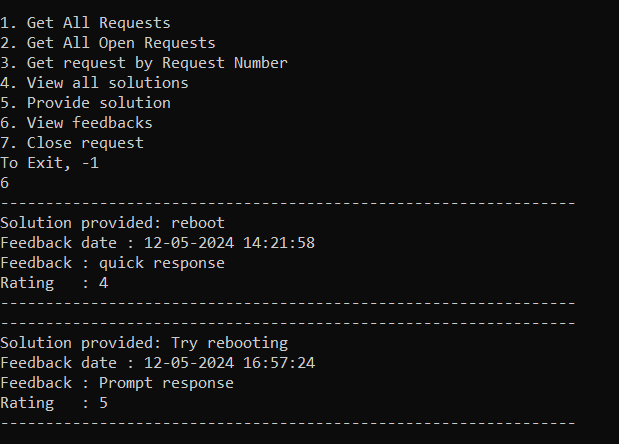 1. Get All Requests
2. Get All Open Requests
3. Get request by Request Number
4. View all solutions
5. Provide solution
6. View feedbacks
7. Close request
To Exit, -1
6
----------------------------------------------------------------
Solution provided: reboot
Feedback date : 12-05-2024 14:21:58
Feedback : quick response
Rating   : 4
----------------------------------------------------------------
----------------------------------------------------------------
Solution provided: Try rebooting
Feedback date : 12-05-2024 16:57:24
Feedback : Prompt response
Rating   : 5
----------------------------------------------------------------